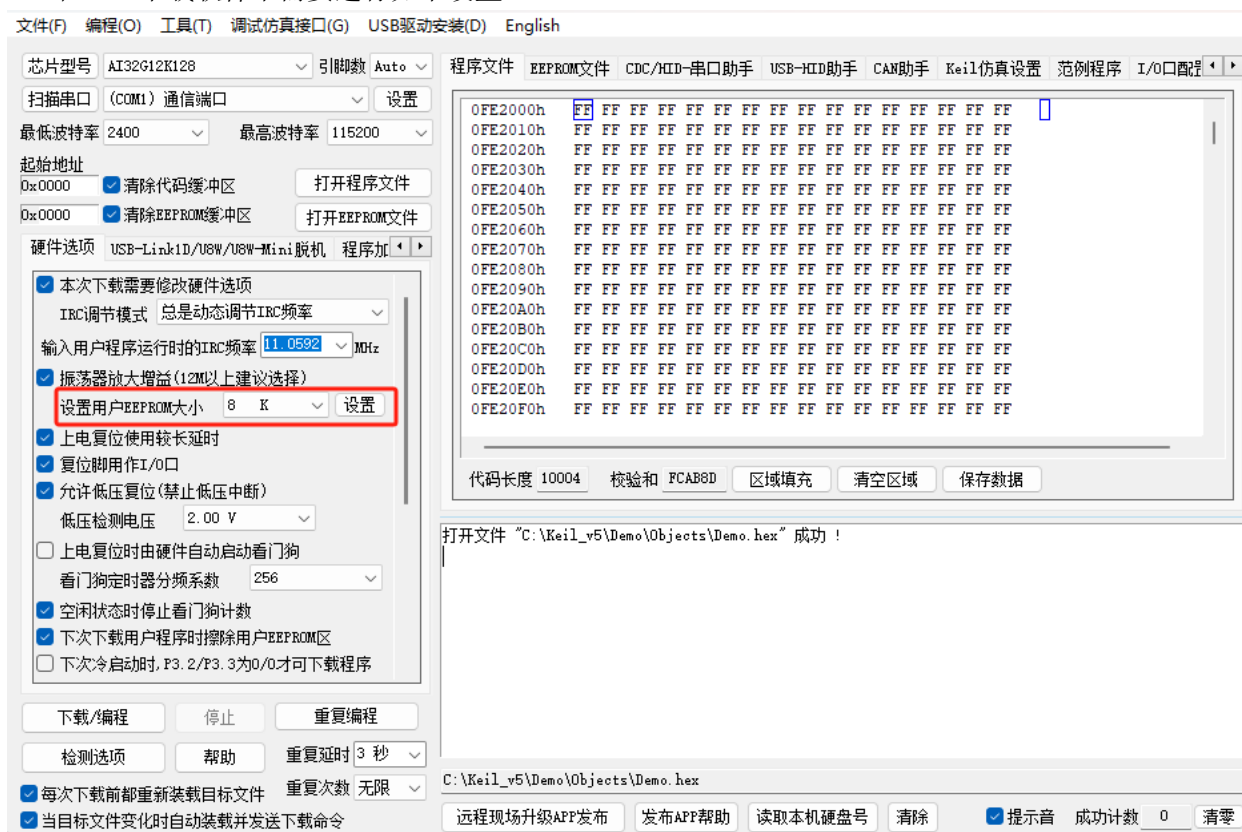 文件(F) 编程(O) 工具(T) 调试仿真接口(G) USB驱动安装(D) English
芯片型号 AI32G12K128 引脚数 Auto
扫描串口 (COM1) 通信端口 设置
最低波特率 2400 最高波特率 115200
起始地址
0x0000 清除代码缓冲区 打开程序文件
0x0000 清除EEPROM缓冲区 打开EEPROM文件
硬件选项 USB-Link1D/U8W/U8W-Mini脱机 程序加
本次下载需要修改硬件选项
IRC调节模式 总是动态调节IRC频率
输入用户程序运行时的IRC频率 11.0592 MHz
振荡器放大增益(12M以上建议选择)
设置用户EEPROM大小 8 K 设置
上电复位使用较长延时
复位脚用作I/O口
允许低压复位(禁止低压中断)
低压检测电压 2.00 V
上电复位时由硬件自动启动看门狗
看门狗定时器分频系数 256
空闲状态时停止看门狗计数
下次下载用户程序时擦除用户EEPROM区
下次冷启动时,P3.2/P3.3为0/0才可下载程序
下载/编程 停止 重复编程
检测选项 帮助 重复延时 3 秒
每次下载前都重新装载目标文件 重复次数 无限
当目标文件变化时自动装载并发送下载命令
程序文件 EEPROM文件 CDC/HID-串口助手 USB-HID助手 CAN助手 Keil仿真设置 范例程序 I/O口配
0FE2000h FF FF FF FF FF FF FF FF FF FF FF FF FF FF FF FF
0FE2010h FF FF FF FF FF FF FF FF FF FF FF FF FF FF FF FF
0FE2020h FF FF FF FF FF FF FF FF FF FF FF FF FF FF FF FF
0FE2030h FF FF FF FF FF FF FF FF FF FF FF FF FF FF FF FF
0FE2040h FF FF FF FF FF FF FF FF FF FF FF FF FF FF FF FF
0FE2050h FF FF FF FF FF FF FF FF FF FF FF FF FF FF FF FF
0FE2060h FF FF FF FF FF FF FF FF FF FF FF FF FF FF FF FF
0FE2070h FF FF FF FF FF FF FF FF FF FF FF FF FF FF FF FF
0FE2080h FF FF FF FF FF FF FF FF FF FF FF FF FF FF FF FF
0FE2090h FF FF FF FF FF FF FF FF FF FF FF FF FF FF FF FF
0FE20A0h FF FF FF FF FF FF FF FF FF FF FF FF FF FF FF FF
0FE20B0h FF FF FF FF FF FF FF FF FF FF FF FF FF FF FF FF
0FE20C0h FF FF FF FF FF FF FF FF FF FF FF FF FF FF FF FF
0FE20D0h FF FF FF FF FF FF FF FF FF FF FF FF FF FF FF FF
0FE20E0h FF FF FF FF FF FF FF FF FF FF FF FF FF FF FF FF
0FE20F0h FF FF FF FF FF FF FF FF FF FF FF FF FF FF FF FF
代码长度 10004 校验和 FCAB8D 区域填充 清空区域 保存数据
打开文件 "C:\Keil_v5\Demo\Objects\Demo.hex" 成功 !
C:\Keil_v5\Demo\Objects\Demo.hex
远程现场升级APP发布 发布APP帮助 读取本机硬盘号 清除 提示音 成功计数 0 清零